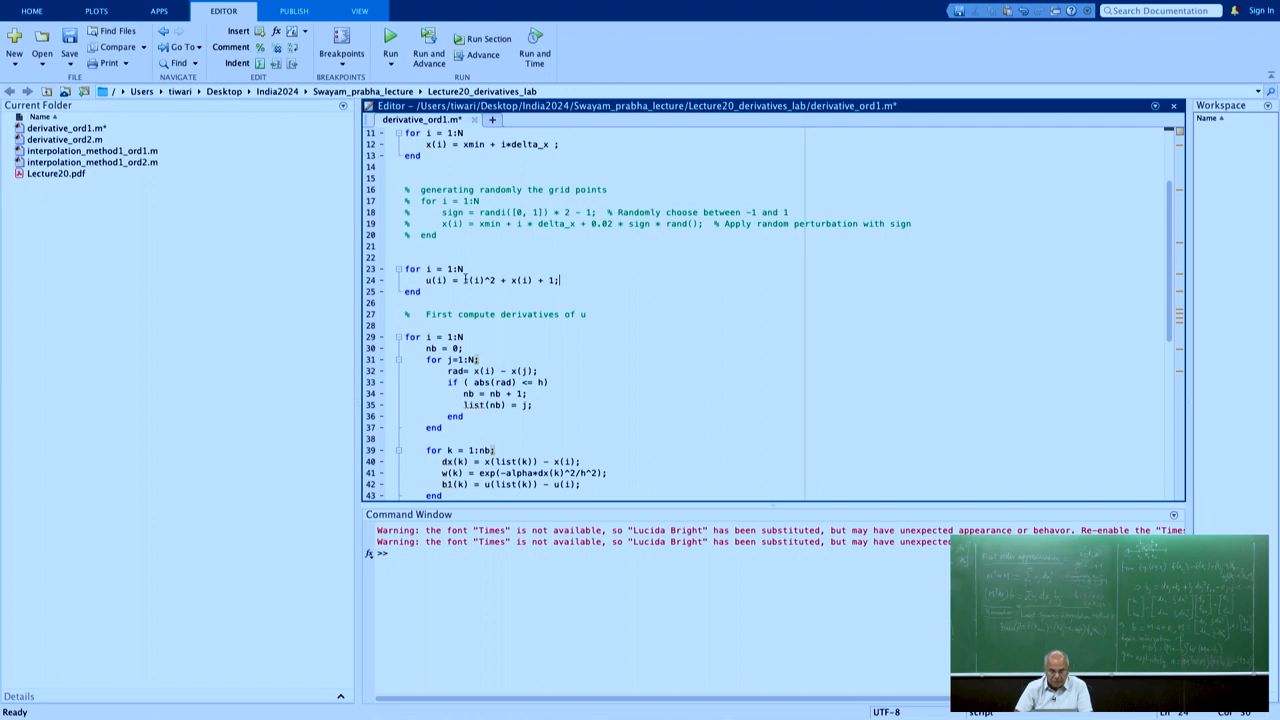 HOME PLOTS APPS EDITOR PUBLISH VIEW Search Documentation Sign In
New Open Save Find Files Compare Print Go To Find Insert fx Comment % Indent Breakpoints Run Run and Advance Run Section Advance Run and Time
FILE NAVIGATE EDIT BREAKPOINTS RUN
/ Users tiwari Desktop India2024 Swayam_prabha_lecture Lecture20_derivatives_lab
Current Folder
Name
derivative_ord1.m*
derivative_ord2.m
interpolation_method1_ord1.m
interpolation_method1_ord2.m
Lecture20.pdf
Details
Ready
Editor - /Users/tiwari/Desktop/India2024/Swayam_prabha_lecture/Lecture20_derivatives_lab/derivative_ord1.m*
derivative_ord1.m*
11 - for i = 1:N
12 - x(i) = xmin + i*delta_x ;
13 - end
14
15
16 % generating randomly the grid points
17 % for i = 1:N
18 % sign = randi([0, 1]) * 2 - 1; % Randomly choose between -1 and 1
19 % x(i) = xmin + i * delta_x + 0.02 * sign * rand(); % Apply random perturbation with sign
20 % end
21
22
23 - for i = 1:N
24 - u(i) = x(i)^2 + x(i) + 1;
25 - end
26
27 % First compute derivatives of u
28
29 - for i = 1:N
30 - nb = 0;
31 - for j=1:N;
32 - rad= x(i) - x(j);
33 - if ( abs(rad) <= h)
34 - nb = nb + 1;
35 - list(nb) = j;
36 - end
37 - end
38
39 - for k = 1:nb;
40 - dx(k) = x(list(k)) - x(i);
41 - w(k) = exp(-alpha*dx(k)^2/h^2);
42 - b1(k) = u(list(k)) - u(i);
43 - end
Command Window
Warning: the font "Times" is not available, so "Lucida Bright" has been substituted, but may have unexpected appearance or behavor. Re-enable the "Times
Warning: the font "Times" is not available, so "Lucida Bright" has been substituted, but may have unexpected
fx >>
Workspace
Name
UTF-8
script